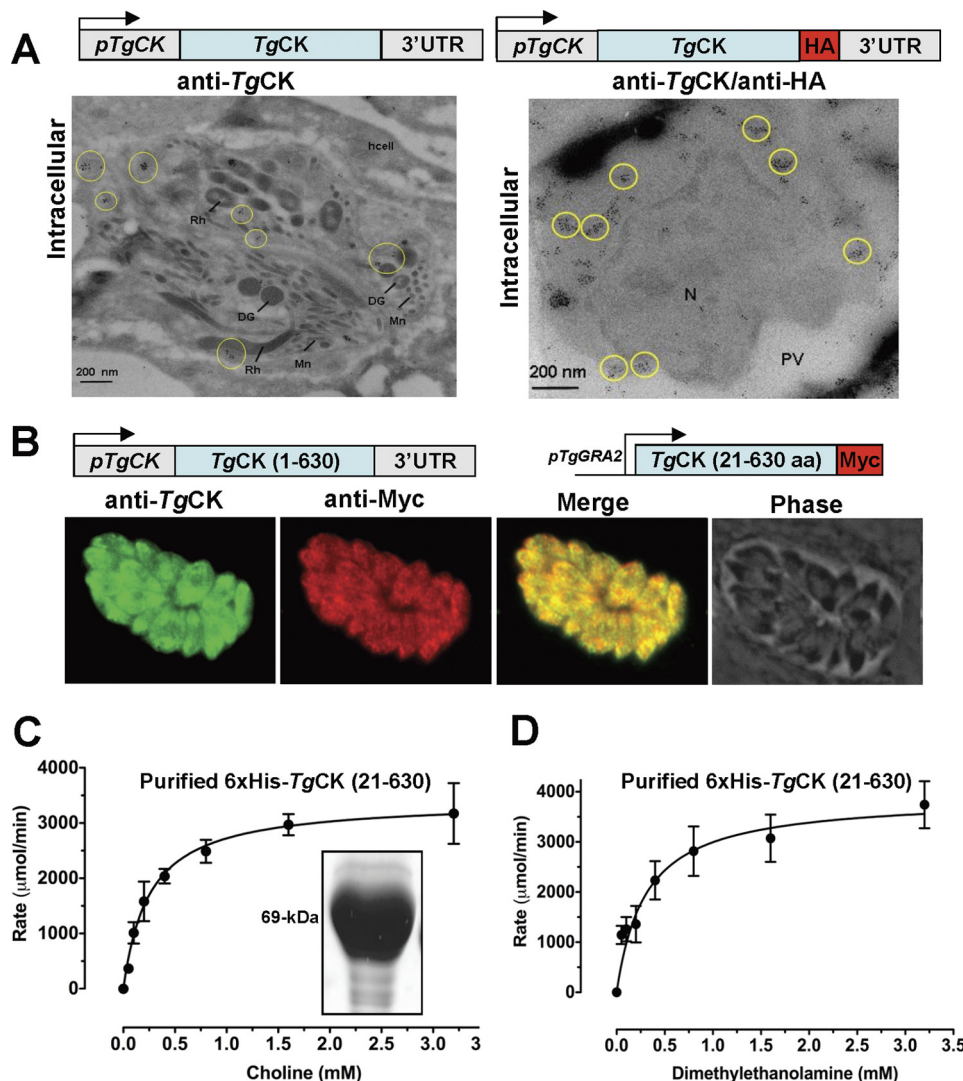 A
pTgCK TgCK 3'UTR
pTgCK TgCK HA 3'UTR
anti-TgCK
anti-TgCK/anti-HA
Intracellular
hcell
Rh
DG
DG
Mn
Rh
Mn
200 nm
Intracellular
N
PV
200 nm
B
pTgCK TgCK (1-630) 3'UTR
pTgGRA2 TgCK (21-630 aa) Myc
anti-TgCK anti-Myc Merge Phase
C
Purified 6xHis-TgCK (21-630)
Rate (μmol/min)
4000
3000
2000
1000
0
69-kDa
0.0 0.5 1.0 1.5 2.0 2.5 3.0 3
Choline (mM)
D
Purified 6xHis-TgCK (21-630)
Rate (μmol/min)
4000
3000
2000
1000
0
0.0 0.5 1.0 1.5 2.0 2.5 3.0 3.5
Dimethylethanolamine (mM)